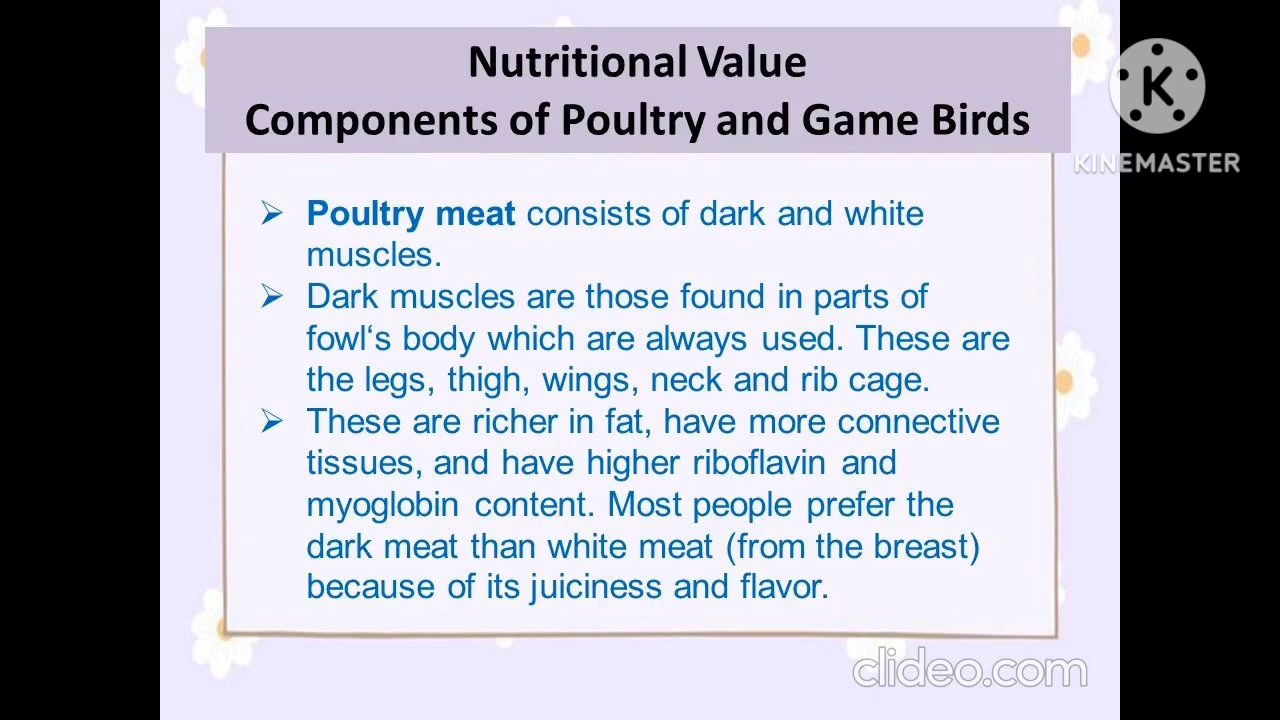 Nutritional Value
Components of Poultry and Game Birds
K
KINEMASTER
➢ Poultry meat consists of dark and white
muscles.
➢ Dark muscles are those found in parts of
fowl‘s body which are always used. These are
the legs, thigh, wings, neck and rib cage.
➢ These are richer in fat, have more connective
tissues, and have higher riboflavin and
myoglobin content. Most people prefer the
dark meat than white meat (from the breast)
because of its juiciness and flavor.
clideo.com